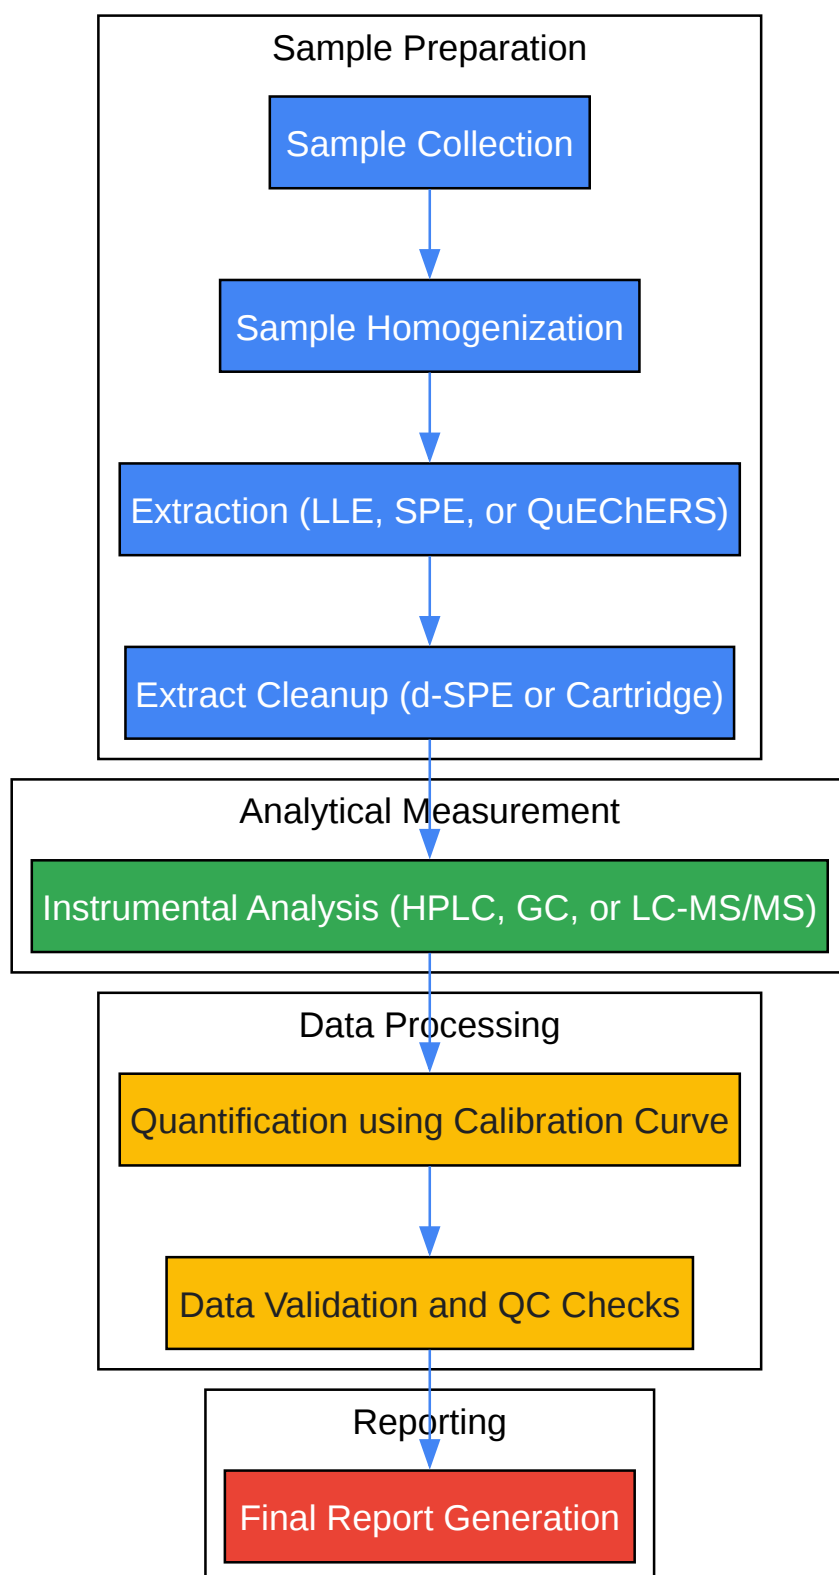 Sample Preparation
Sample Collection
Sample Homogenization
Extraction (LLE, SPE, or QuEChERS)
Extract Cleanup (d-SPE or Cartridge)
Analytical Measurement
Instrumental Analysis (HPLC, GC, or LC-MS/MS)
Data Processing
Quantification using Calibration Curve
Data Validation and QC Checks
Reporting
Final Report Generation